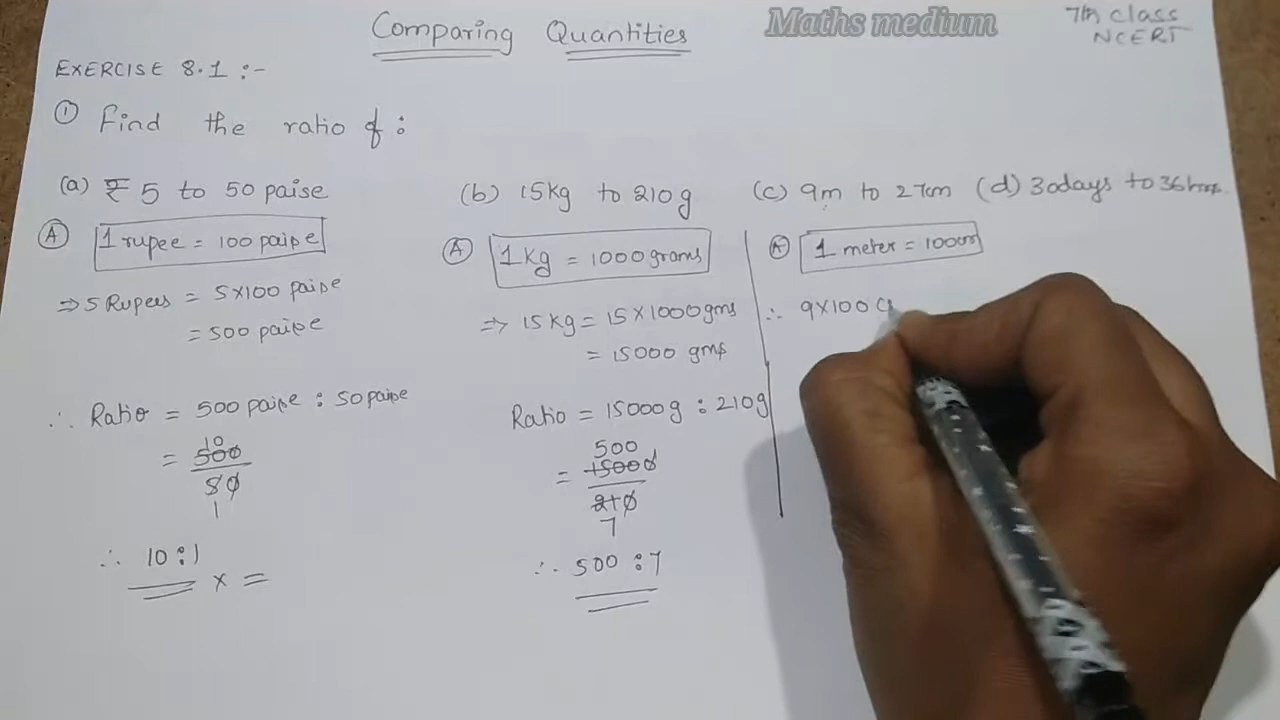 Comparing Quantities
Maths medium
7th class
NCERT
EXERCISE 8.1 :-
① Find the ratio of :
(a) ₹ 5 to 50 paise
(A) 1 rupee = 100 paise
⇒ 5 Rupees = 5×100 paise
= 500 paise
∴ Ratio = 500 paise : 50 paise
10
= 500
50
1
∴ 10 : 1
× =
(b) 15kg to 210g
(A) 1 Kg = 1000 grams
⇒ 15 kg = 15×1000 gms
= 15000 gms
Ratio = 15000g : 210g
500
= 15000
210
7
∴ 500 : 7
(c) 9m to 27cm
(A) 1 meter = 100cm
∴ 9×100 c
(d) 30days to 36hours